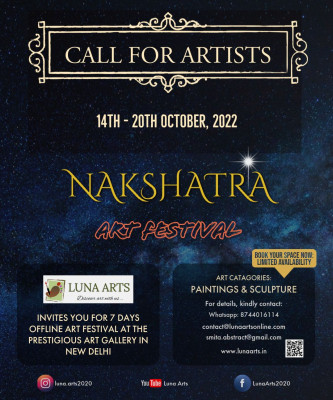 CALL FOR ARTISTS
14TH - 20TH OCTOBER, 2022
NAKSHATRA
ART FESTIVAL
BOOK YOUR SPACE NOW:
LIMITED AVAILABILITY
LUNA ARTS
Discover art with us...
INVITES YOU FOR 7 DAYS
OFFLINE ART FESTIVAL AT THE
PRESTIGIOUS ART GALLERY IN
NEW DELHI
ART CATAGORIES:
PAINTINGS & SCULPTURE
For details, kindly contact:
Whatsapp: 8744016114
contact@lunaartsonline.com
smita.abstract@gmail.com
www.lunaarts.in
luna.arts2020
YouTube Luna Arts
LunaArts2020